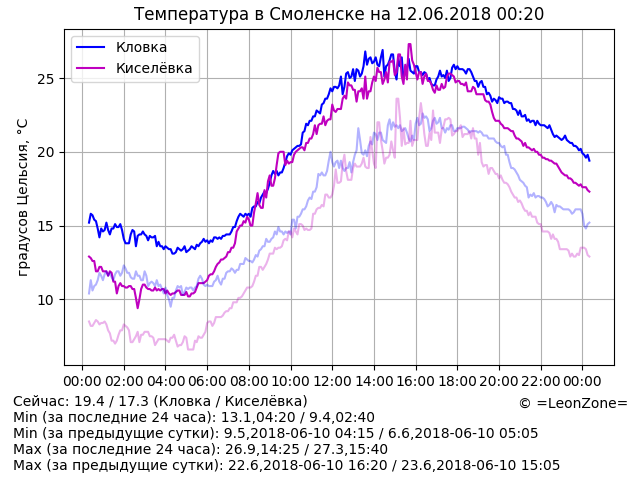 Температура в Смоленске на 12.06.2018 00:20
Кловка
Киселёвка
градусов Цельсия, °C
25
20
15
10
00:00 02:00 04:00 06:00 08:00 10:00 12:00 14:00 16:00 18:00 20:00 22:00 00:00
Сейчас: 19.4 / 17.3 (Кловка / Киселёвка)
© =LeonZone=
Min (за последние 24 часа): 13.1,04:20 / 9.4,02:40
Min (за предыдущие сутки): 9.5,2018-06-10 04:15 / 6.6,2018-06-10 05:05
Max (за последние 24 часа): 26.9,14:25 / 27.3,15:40
Max (за предыдущие сутки): 22.6,2018-06-10 16:20 / 23.6,2018-06-10 15:05